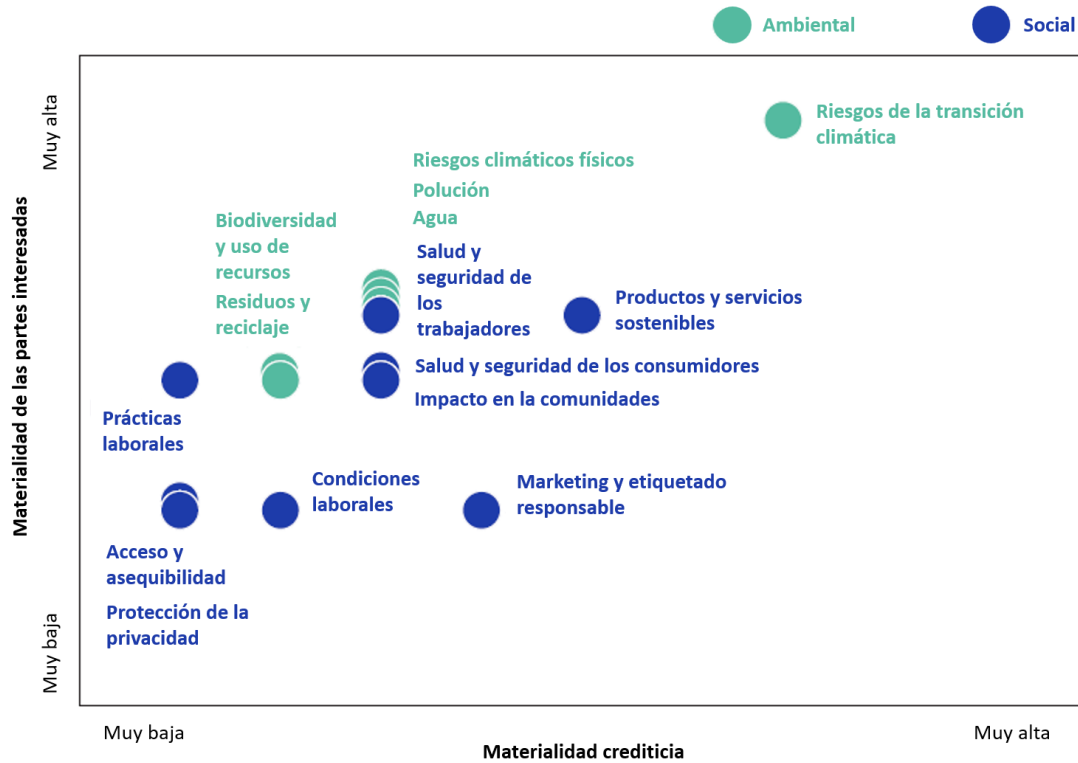 Ambiental
Social
Muy alta
Riesgos de la transición
climática
Riesgos climáticos físicos
Polución
Agua
Biodiversidad
y uso de
recursos
Residuos y
reciclaje
Salud y
seguridad de
los
trabajadores
Productos y servicios
sostenibles
Salud y seguridad de los consumidores
Impacto en la comunidades
Prácticas
laborales
Condiciones
laborales
Marketing y etiquetado
responsable
Acceso y
asequibilidad
Protección de la
privacidad
Materialidad de las partes interesadas
Muy baja
Muy baja
Muy alta
Materialidad crediticia